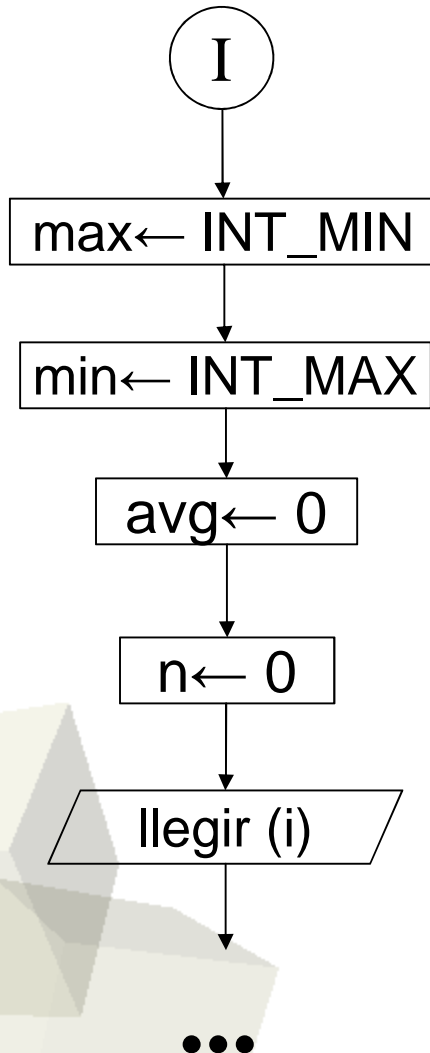 I
max← INT_MIN
min← INT_MAX
avg← 0
n← 0
llegir (i)
•••